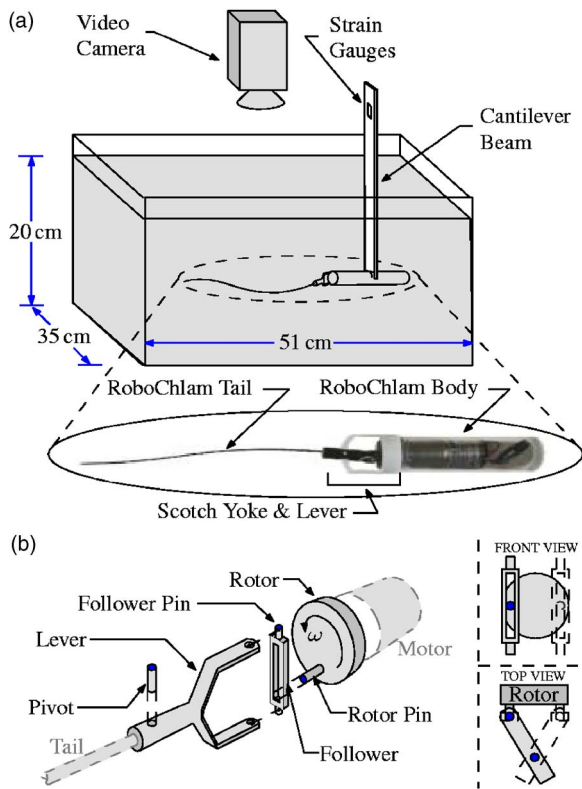 (a)
Video
Camera
Strain
Gauges
Cantilever
Beam
20 cm
35 cm
51 cm
RoboChlam Tail
RoboChlam Body
Scotch Yoke & Lever
(b)
Rotor
Follower Pin
Lever
ω
Motor
Pivot
Rotor Pin
Tail
Follower
FRONT VIEW
TOP VIEW
Rotor